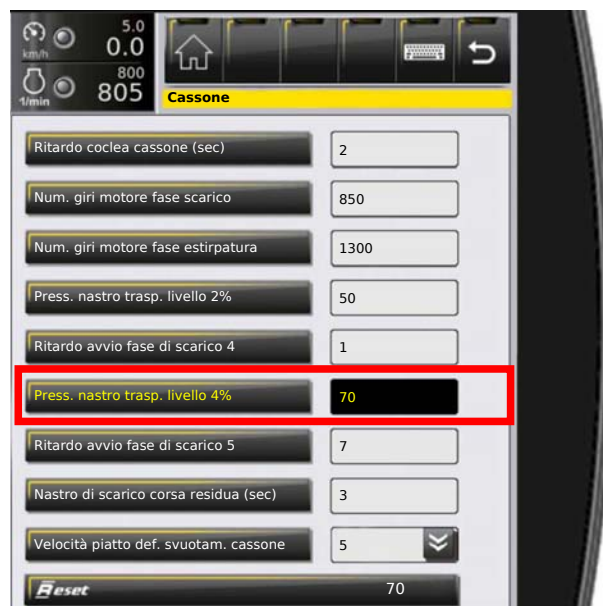 5.0
km/h 0.0
800
1/min 805
Cassone
Ritardo coclea cassone (sec) 2
Num. giri motore fase scarico 850
Num. giri motore fase estirpatura 1300
Press. nastro trasp. livello 2% 50
Ritardo avvio fase di scarico 4 1
Press. nastro trasp. livello 4% 70
Ritardo avvio fase di scarico 5 7
Nastro di scarico corsa residua (sec) 3
Velocità piatto def. svuotam. cassone 5
Reset 70